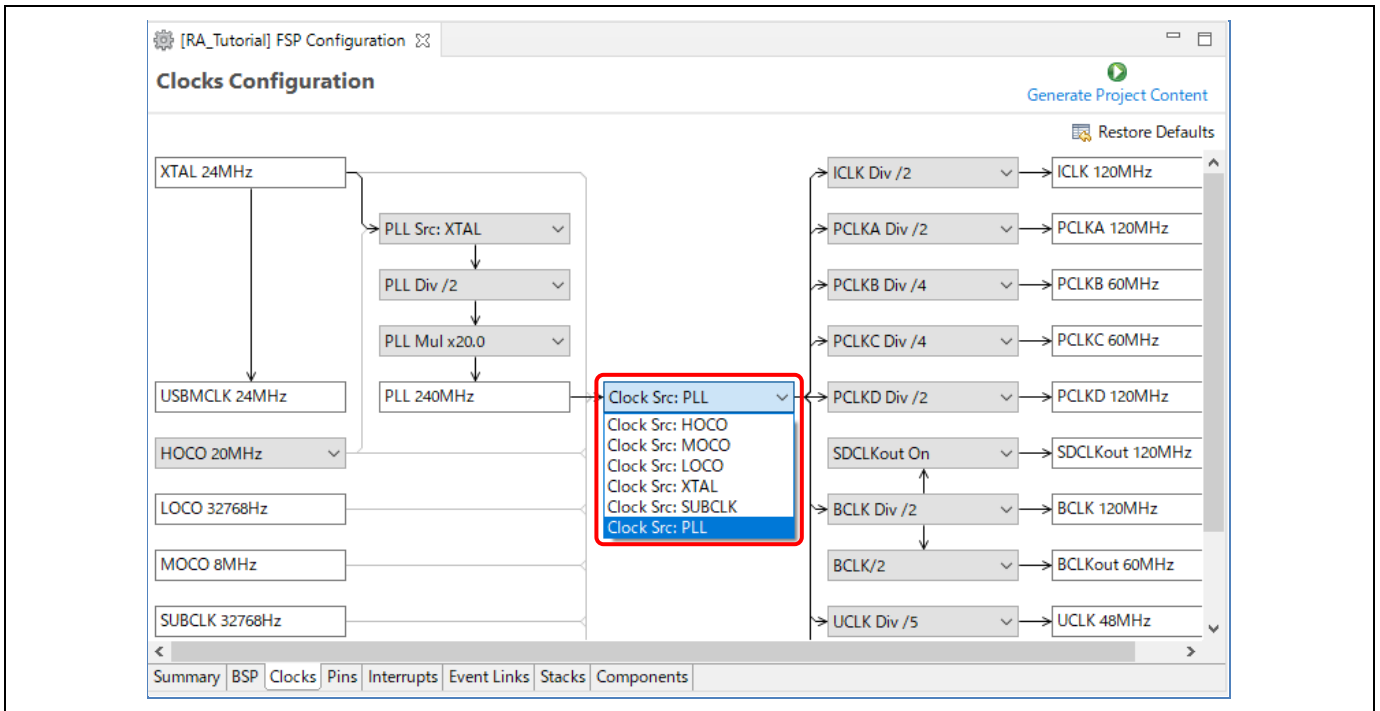 [RA_Tutorial] FSP Configuration
Clocks Configuration
Generate Project Content
Restore Defaults
XTAL 24MHz
ICLK Div /2
ICLK 120MHz
PLL Src: XTAL
PCLKA Div /2
PCLKA 120MHz
PLL Div /2
PCLKB Div /4
PCLKB 60MHz
PLL Mul x20.0
PCLKC Div /4
PCLKC 60MHz
USBMCLK 24MHz
PLL 240MHz
Clock Src: PLL
PCLKD Div /2
PCLKD 120MHz
Clock Src: HOCO
Clock Src: MOCO
Clock Src: LOCO
Clock Src: XTAL
Clock Src: SUBCLK
Clock Src: PLL
HOCO 20MHz
SDCLKout On
SDCLKout 120MHz
LOCO 32768Hz
BCLK Div /2
BCLK 120MHz
MOCO 8MHz
BCLK/2
BCLKout 60MHz
SUBCLK 32768Hz
UCLK Div /5
UCLK 48MHz
Summary BSP Clocks Pins Interrupts Event Links Stacks Components